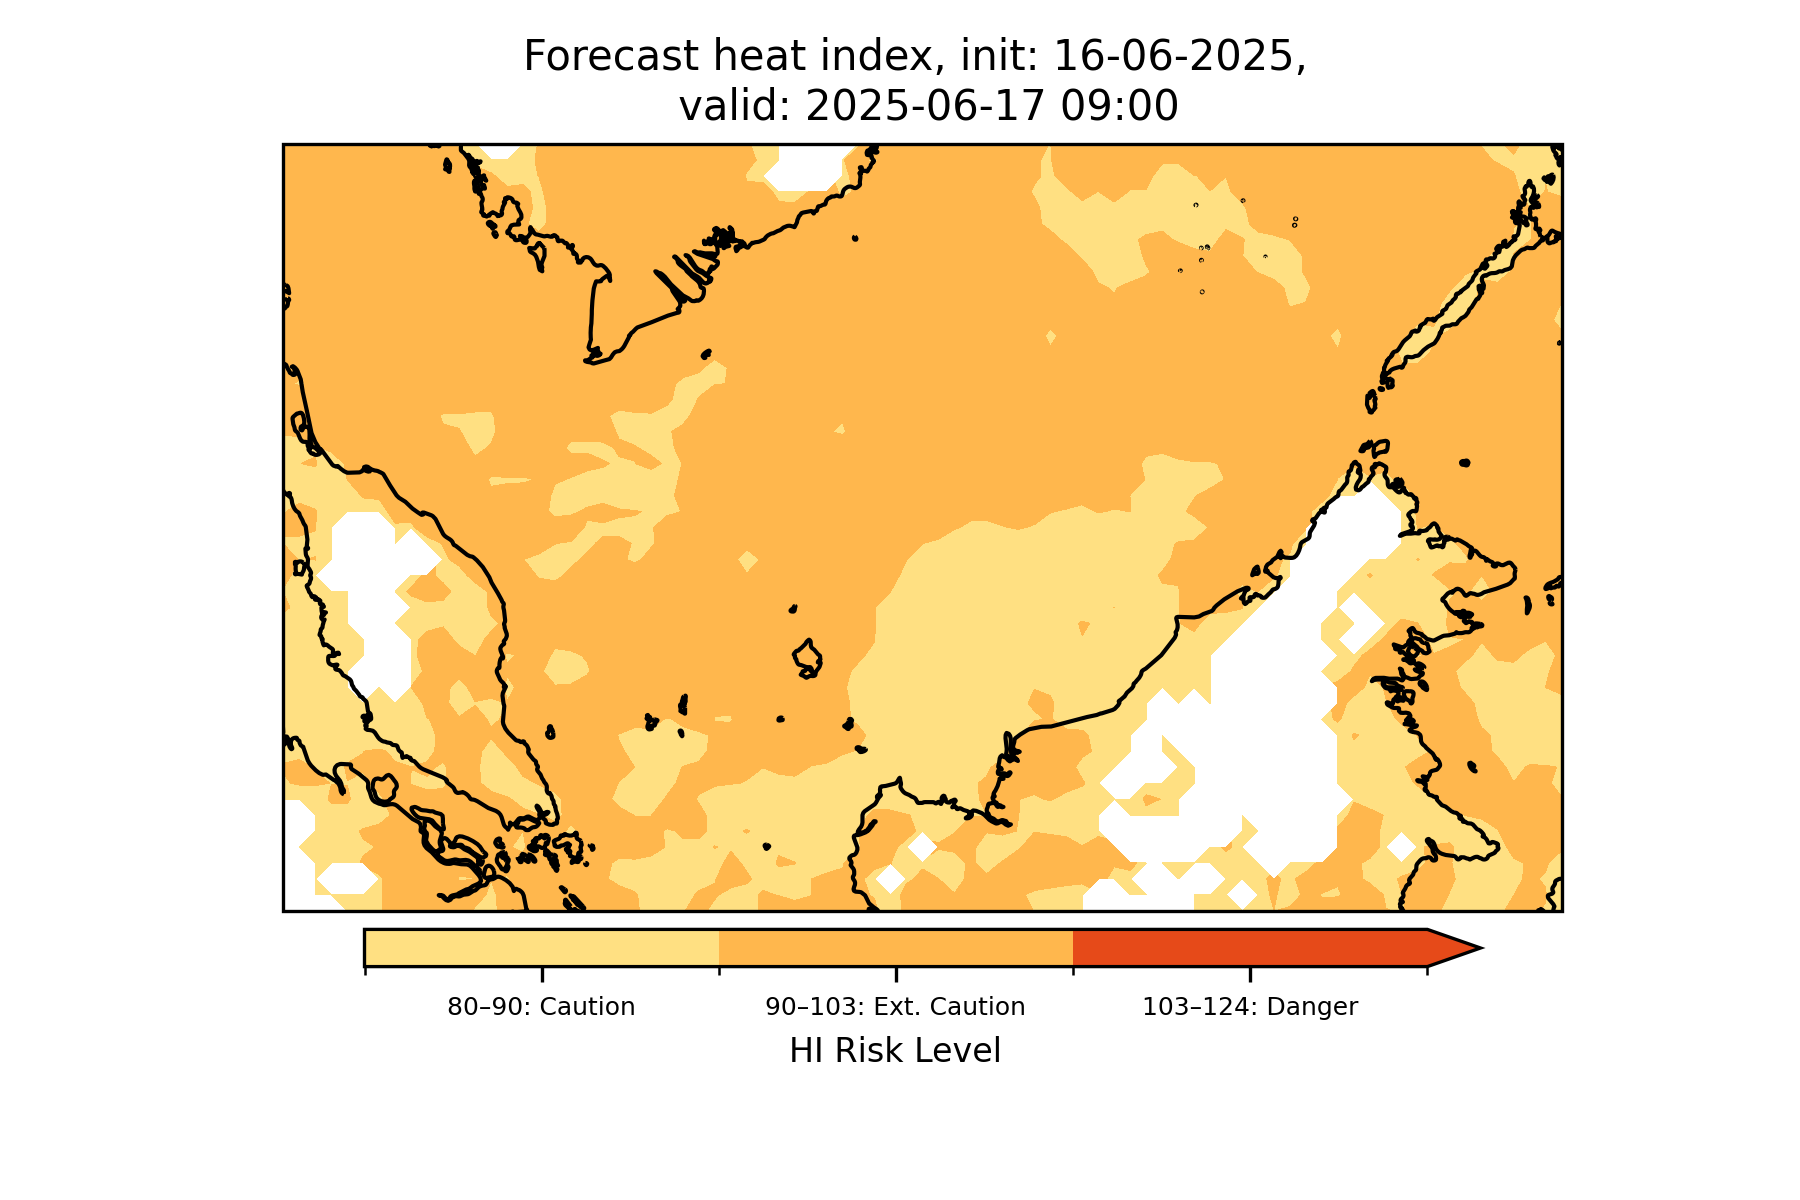 Forecast heat index, init: 16-06-2025,
valid: 2025-06-17 09:00
80–90: Caution
90–103: Ext. Caution
103–124: Danger
HI Risk Level